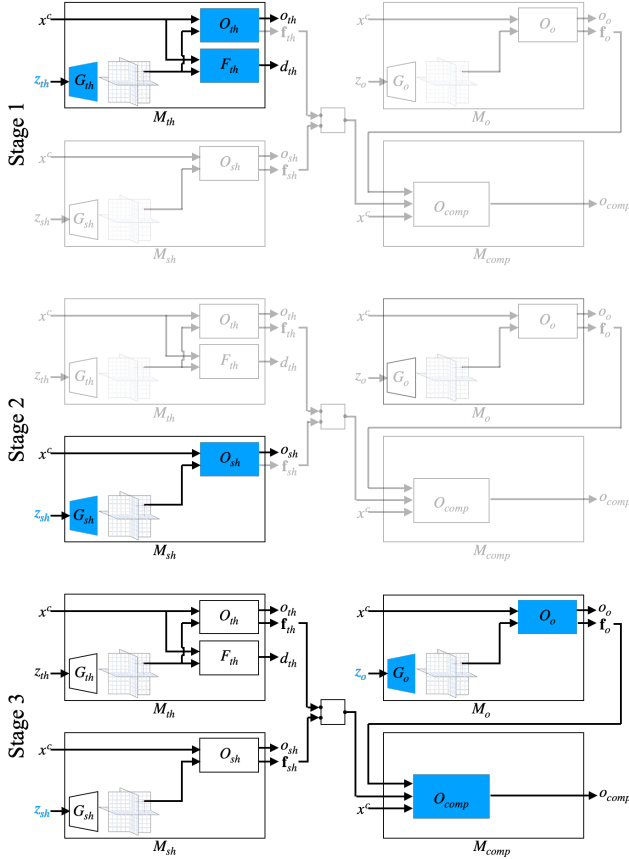 Stage 1
x^c
O_th
o_th
f_th
z_th
G_th
F_th
d_th
M_th
x^c
O_o
o_o
f_o
z_o
G_o
M_o
x^c
O_sh
o_sh
f_sh
z_sh
G_sh
M_sh
x^c
O_comp
o_comp
M_comp
Stage 2
x^c
O_th
o_th
f_th
z_th
G_th
F_th
d_th
M_th
x^c
O_o
o_o
f_o
z_o
G_o
M_o
x^c
O_sh
o_sh
f_sh
z_sh
G_sh
M_sh
x^c
O_comp
o_comp
M_comp
Stage 3
x^c
O_th
o_th
f_th
z_th
G_th
F_th
d_th
M_th
x^c
O_o
o_o
f_o
z_o
G_o
M_o
x^c
O_sh
o_sh
f_sh
z_sh
G_sh
M_sh
x^c
O_comp
o_comp
M_comp